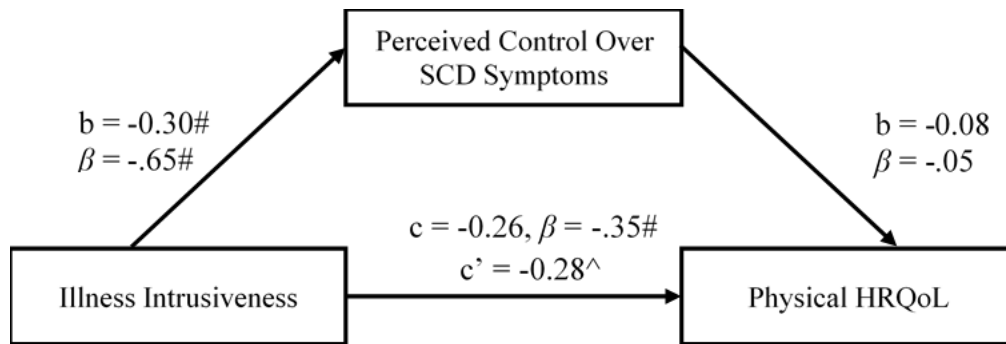 Perceived Control Over
SCD Symptoms
b = -0.30#
β = -.65#
b = -0.08
β = -.05
c = -0.26, β = -.35#
c’ = -0.28^
Illness Intrusiveness
Physical HRQoL